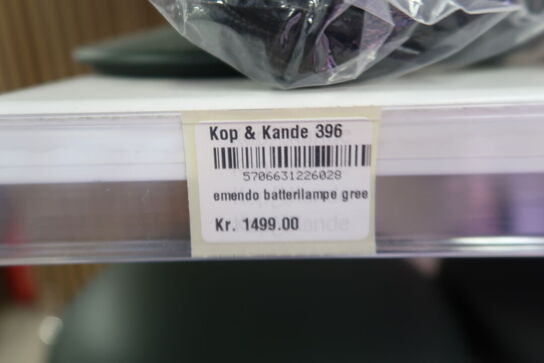 Kop & Kande 396
5706631226028
emendo batterilampe gree
Kr. 1499.00